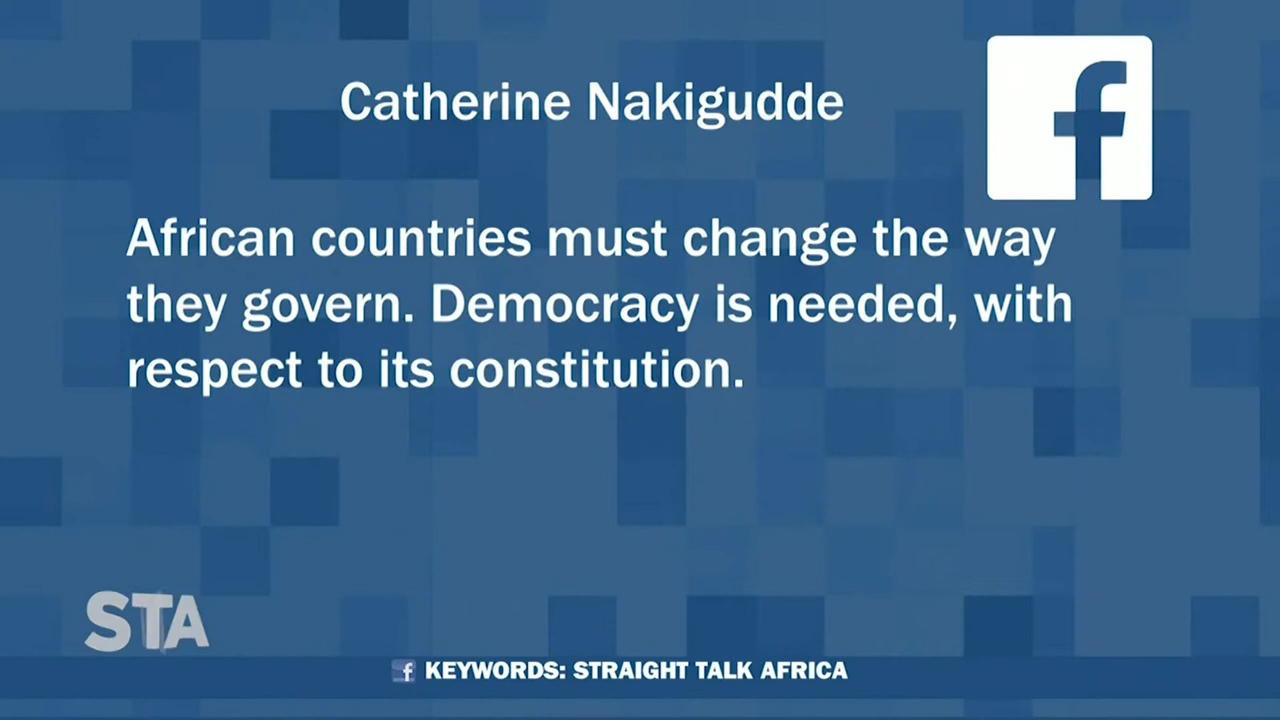 Catherine Nakigudde
African countries must change the way
they govern. Democracy is needed, with
respect to its constitution.
STA
KEYWORDS: STRAIGHT TALK AFRICA